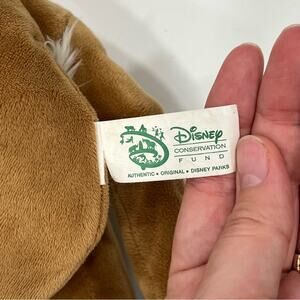 Disney
CONSERVATION
FUND
AUTHENTIC • ORIGINAL • DISNEY PARKS